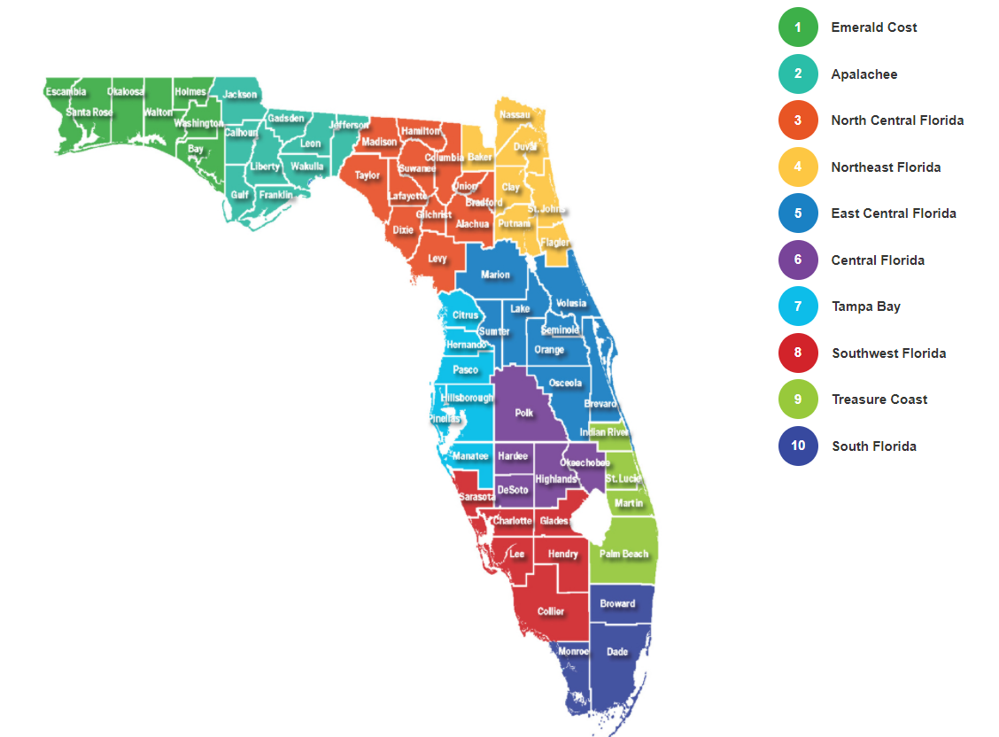 1 Emerald Cost
2 Apalachee
3 North Central Florida
4 Northeast Florida
5 East Central Florida
6 Central Florida
7 Tampa Bay
8 Southwest Florida
9 Treasure Coast
10 South Florida
Escambia
Santa Rosa
Okaloosa
Walton
Holmes
Washington
Bay
Jackson
Calhoun
Gulf
Liberty
Gadsden
Franklin
Leon
Wakulla
Jefferson
Madison
Taylor
Hamilton
Suwanee
Lafayette
Dixie
Columbia
Gilchrist
Levy
Union
Bradford
Alachua
Baker
Nassau
Duval
Clay
St. Johns
Putnam
Flagler
Marion
Citrus
Hernando
Pasco
Hillsborough
Pinellas
Manatee
Sumter
Lake
Volusia
Seminole
Orange
Osceola
Brevard
Polk
Hardee
DeSoto
Highlands
Okeechobee
Indian River
St. Lucie
Martin
Palm Beach
Sarasota
Charlotte
Glades
Lee
Hendry
Collier
Broward
Monroe
Dade